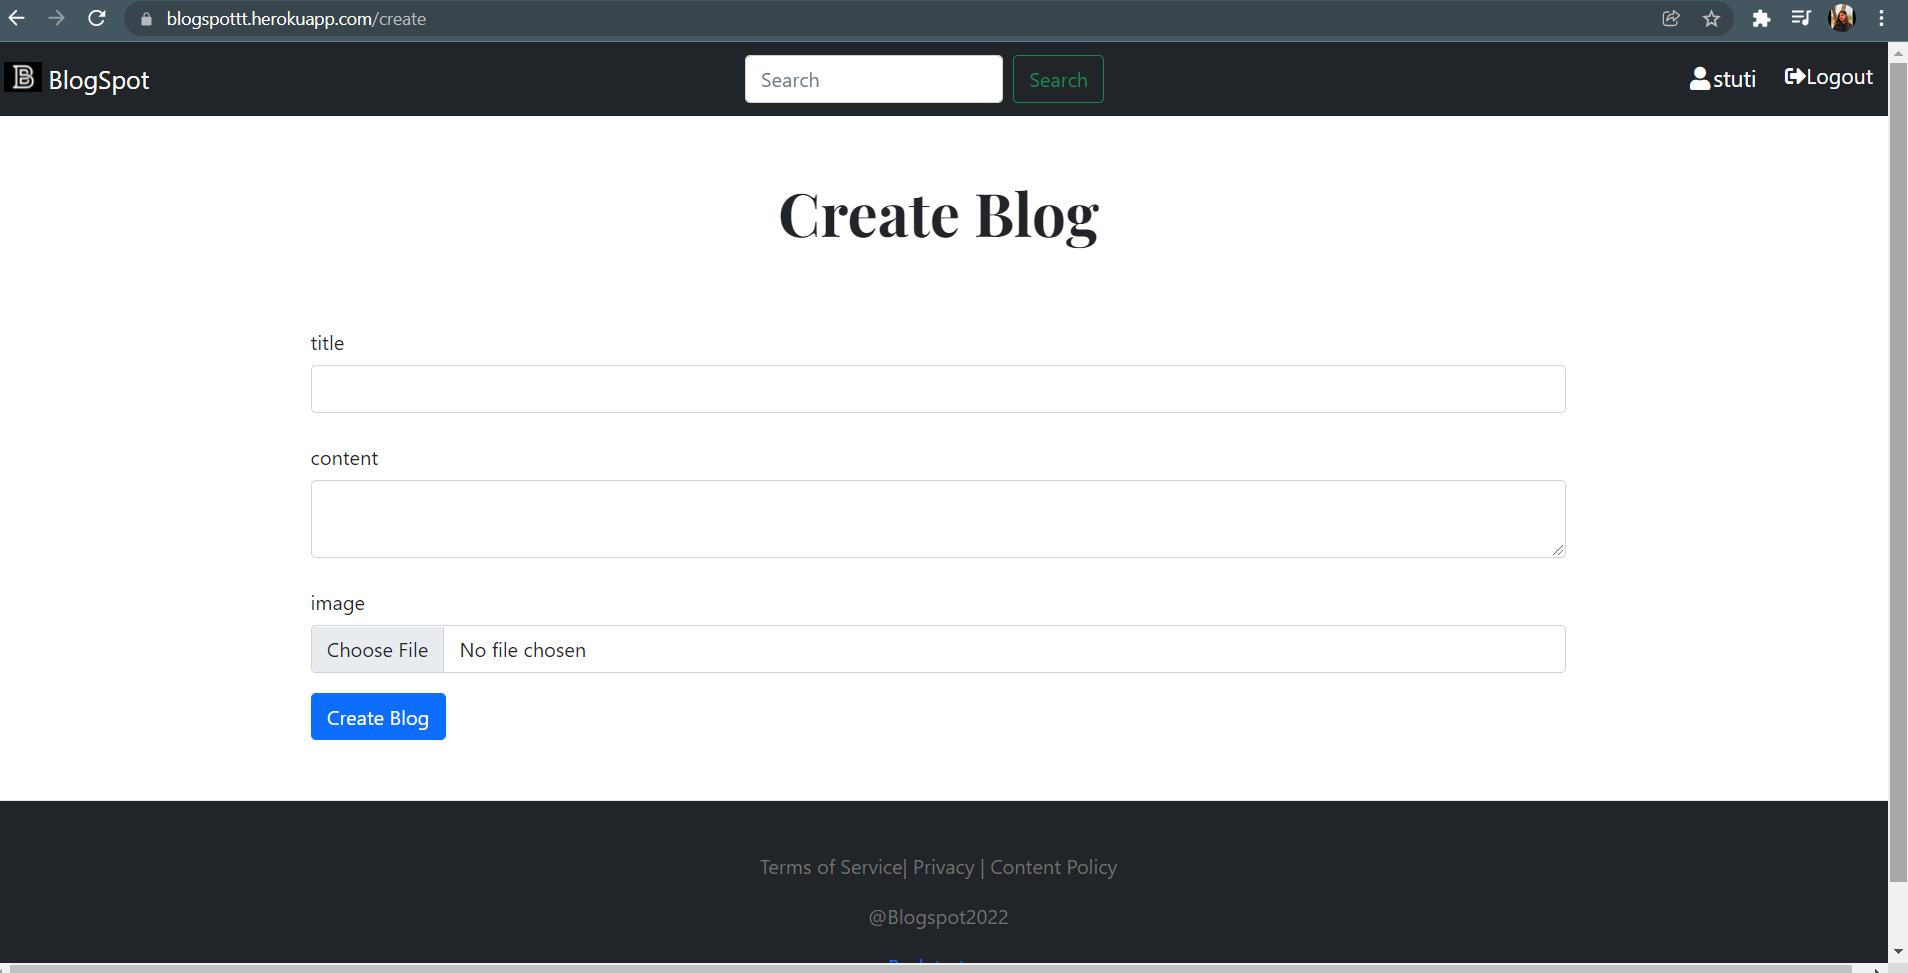 blogspottt.herokuapp.com/create
B BlogSpot
Search
Search
stuti
Logout
Create Blog
title
content
image
Choose File No file chosen
Create Blog
Terms of Service| Privacy | Content Policy
@Blogspot2022